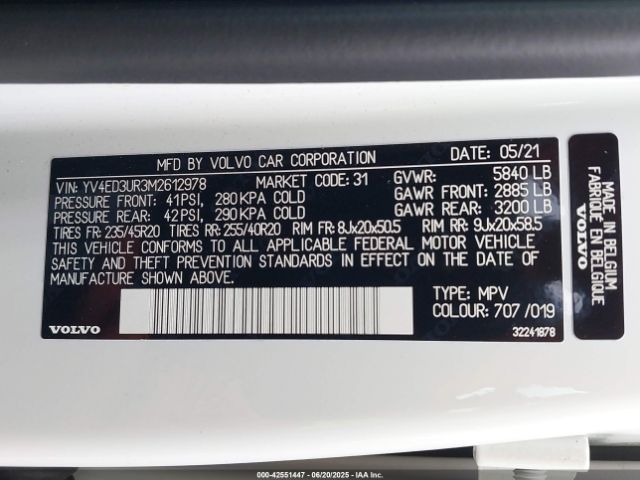 MFD BY VOLVO CAR CORPORATION DATE: 05/21
VIN: YV4ED3UR3M2612978 MARKET CODE: 31 GVWR: 5840 LB
PRESSURE FRONT: 41PSI, 280 KPA COLD GAWR FRONT: 2885 LB
PRESSURE REAR: 42PSI, 290 KPA COLD GAWR REAR: 3200 LB
TIRES FR: 235/45R20 TIRES RR: 255/40R20 RIM FR: 8Jx20x50.5 RIM RR: 9Jx20x58.5
THIS VEHICLE CONFORMS TO ALL APPLICABLE FEDERAL MOTOR VEHICLE
SAFETY AND THEFT PREVENTION STANDARDS IN EFFECT ON THE DATE OF
MANUFACTURE SHOWN ABOVE.
TYPE: MPV
COLOUR: 707 /019
VOLVO
32241878
MADE IN BELGIUM
FABRIQUE EN BELGIQUE
VOLVO
© - 42551447 - 06/20/2025 - IAA Inc.